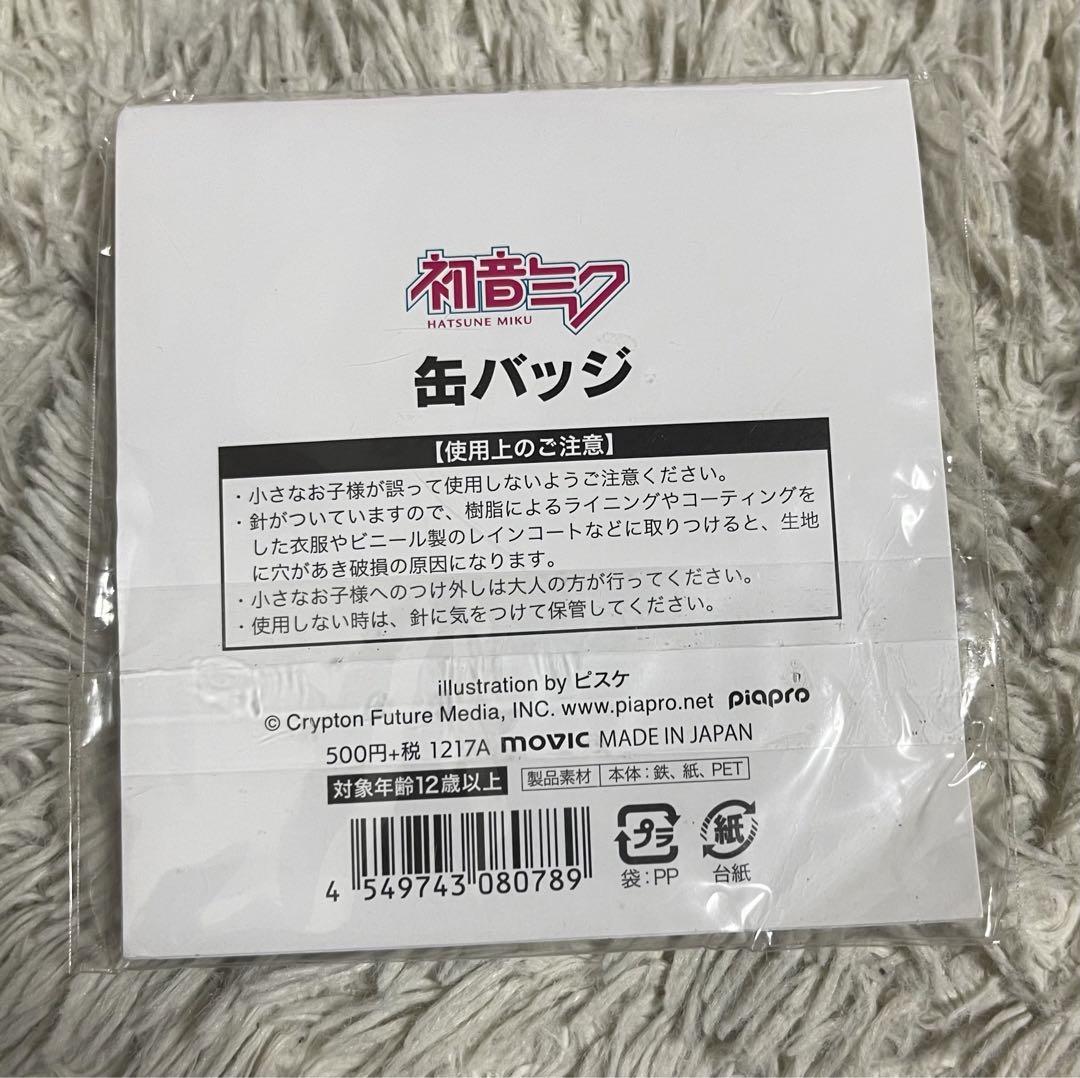 初音ミク
HATSUNE MIKU
缶バッジ
【使用上のご注意】
・小さなお子様が誤って使用しないようご注意ください。
・針がついていますので、樹脂によるライニングやコーティングを
した衣服やビニール製のレインコートなどに取りつけると、生地
に穴があき破損の原因になります。
・小さなお子様へのつけ外しは大人の方が行ってください。
・使用しない時は、針に気をつけて保管してください。
illustration by ピスケ
© Crypton Future Media, INC. www.piapro.net piapro
500円+税 1217A movic MADE IN JAPAN
対象年齢12歳以上 製品素材 本体:鉄、紙、PET
プラ 紙
袋:PP 台紙
4 549743 080789